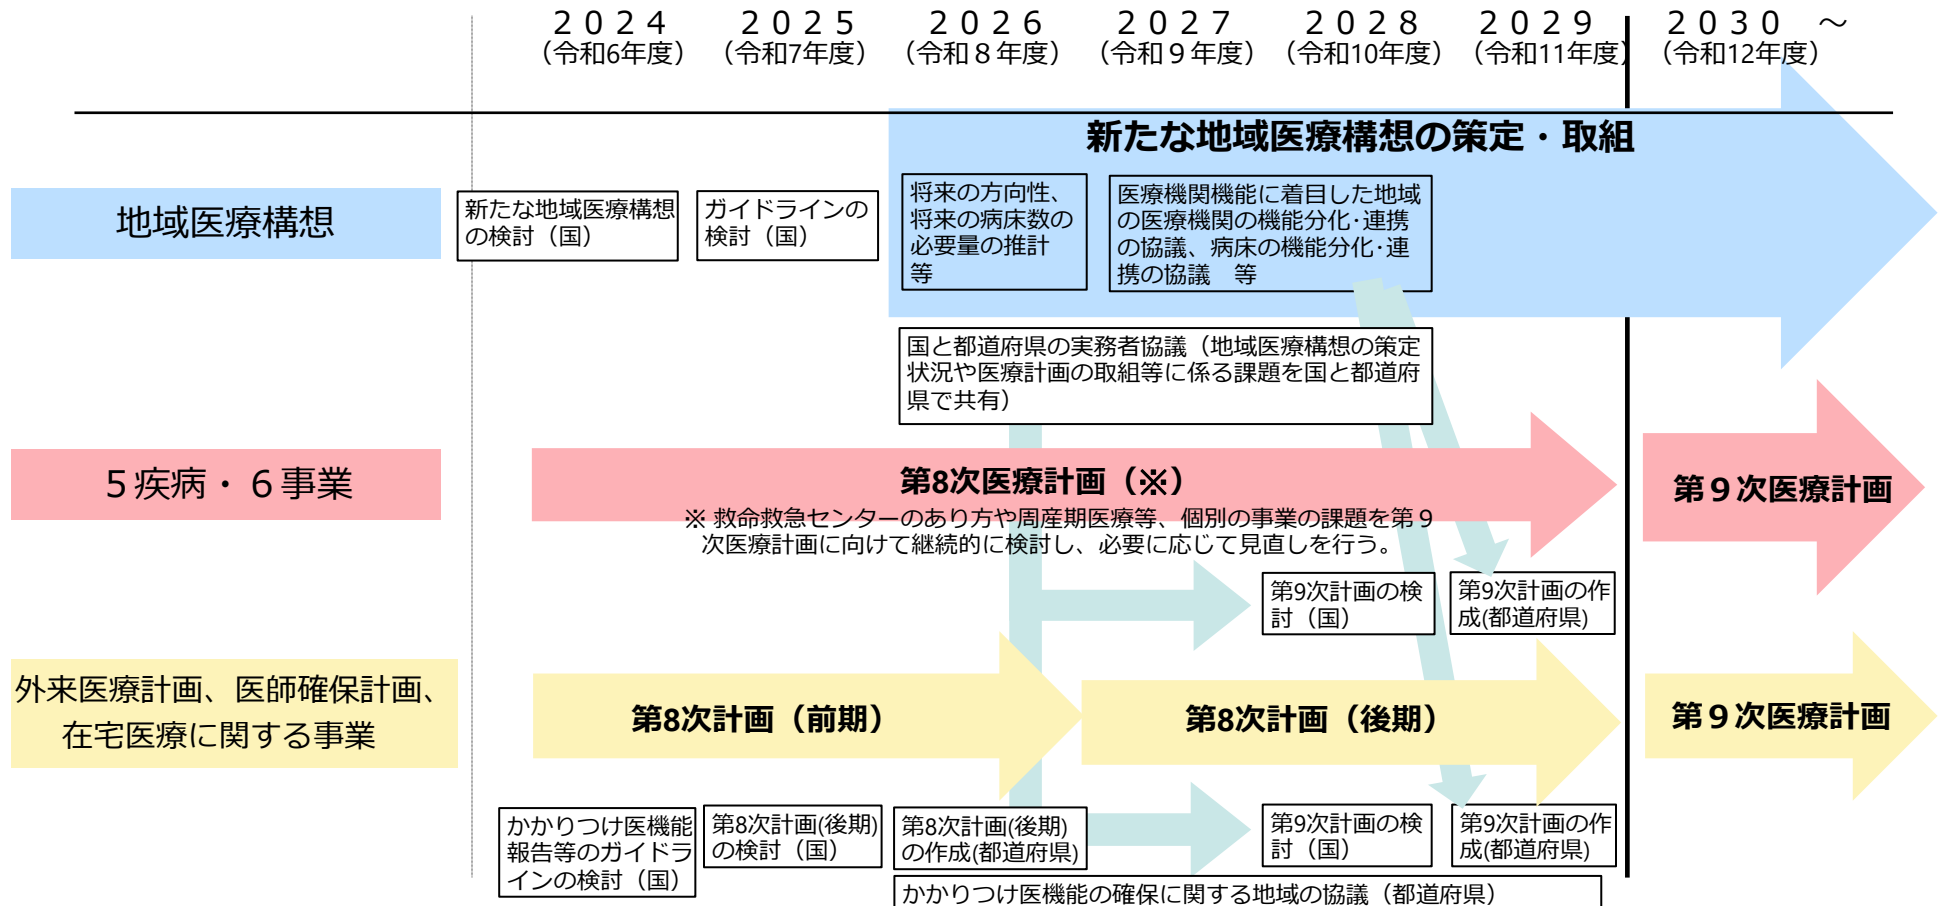 ２０２４
２０２５
２０２６
２０２７
２０２８
２０２９
２０３０　～
（令和6年度）
（令和7年度）
（令和８年度）
（令和９年度）
（令和10年度）
（令和11年度）
（令和12年度）
新たな地域医療構想の策定・取組
地域医療構想
新たな地域医療構想
の検討（国）
ガイドラインの
検討（国）
将来の方向性、
将来の病床数の
必要量の推計
等
医療機関機能に着目した地域
の医療機関の機能分化･連携
の協議、病床の機能分化･連
携の協議　等
国と都道府県の実務者協議（地域医療構想の策定
状況や医療計画の取組等に係る課題を国と都道府
県で共有）
５疾病・６事業
第8次医療計画（※）
※ 救命救急センターのあり方や周産期医療等、個別の事業の課題を第９
次医療計画に向けて継続的に検討し、必要に応じて見直しを行う。
第９次医療計画
第9次計画の検
討（国）
第9次計画の作
成(都道府県)
外来医療計画、医師確保計画、
在宅医療に関する事業
第8次計画（前期）
第8次計画（後期）
第９次医療計画
かかりつけ医機能
報告等のガイドラ
インの検討（国）
第8次計画(後期)
の検討（国）
第8次計画(後期)
の作成(都道府県)
第9次計画の検
討（国）
第9次計画の作
成(都道府県)
かかりつけ医機能の確保に関する地域の協議（都道府県）